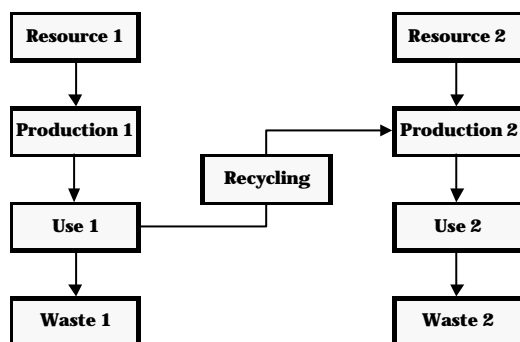 Resource 1
Resource 2
Production 1
Production 2
Recycling
Use 1
Use 2
Waste 1
Waste 2